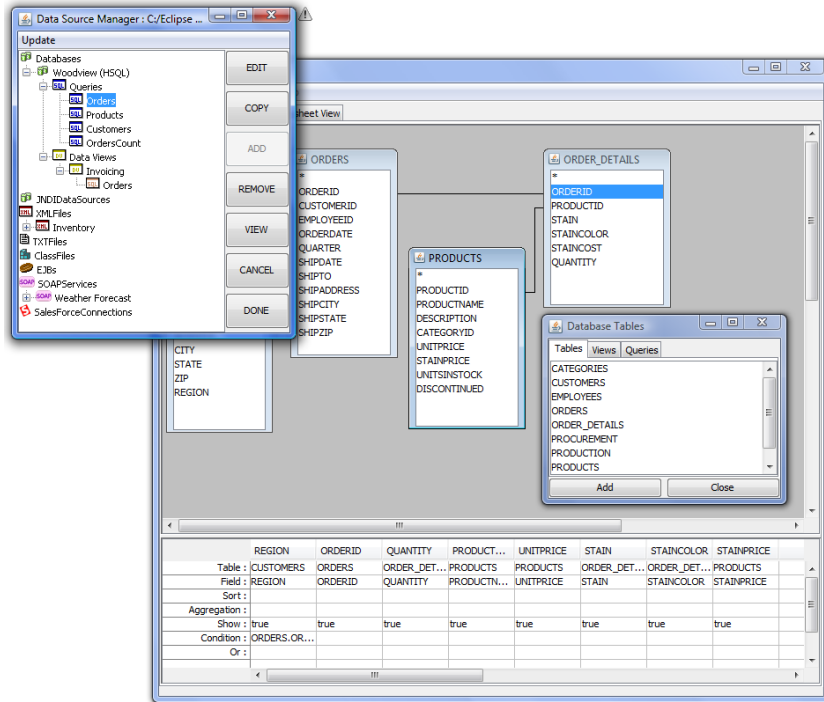 Data Source Manager : C:/Eclipse ...
Update
Databases
Woodview (HSQL)
Queries
Orders
Products
Customers
OrdersCount
Data Views
Invoicing
Orders
JNDIDataSources
XMLFiles
Inventory
TXTFiles
ClassFiles
EJBs
SOAPServices
Weather Forecast
SalesForceConnections
EDIT
COPY
ADD
REMOVE
VIEW
CANCEL
DONE
sheet View
CITY
STATE
ZIP
REGION
ORDERS
*
ORDERID
CUSTOMERID
EMPLOYEEID
ORDERDATE
QUARTER
SHIPDATE
SHIPTO
SHIPADDRESS
SHIPCITY
SHIPSTATE
SHIPZIP
PRODUCTS
*
PRODUCTID
PRODUCTNAME
DESCRIPTION
CATEGORYID
UNITPRICE
STAINPRICE
UNITSINSTOCK
DISCONTINUED
ORDER_DETAILS
*
ORDERID
PRODUCTID
STAIN
STAINCOLOR
STAINCOST
QUANTITY
Database Tables
Tables Views Queries
CATEGORIES
CUSTOMERS
EMPLOYEES
ORDERS
ORDER_DETAILS
PROCUREMENT
PRODUCTION
PRODUCTS
Add Close
REGION ORDERID QUANTITY PRODUCT... UNITPRICE STAIN STAINCOLOR STAINPRICE
Table : CUSTOMERS ORDERS ORDER_DET... PRODUCTS PRODUCTS ORDER_DET... ORDER_DET... PRODUCTS
Field : REGION ORDERID QUANTITY PRODUCTN... UNITPRICE STAIN STAINCOLOR STAINPRICE
Sort :
Aggregation :
Show : true true true true true true true true
Condition : ORDERS.OR...
Or :